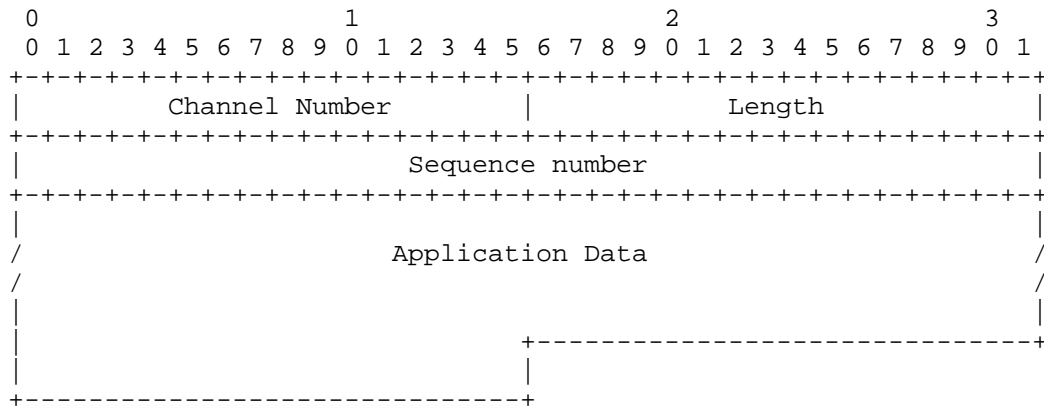 0                   1                   2                   3
 0 1 2 3 4 5 6 7 8 9 0 1 2 3 4 5 6 7 8 9 0 1 2 3 4 5 6 7 8 9 0 1
+-+-+-+-+-+-+-+-+-+-+-+-+-+-+-+-+-+-+-+-+-+-+-+-+-+-+-+-+-+-+-+-+
|         Channel Number        |            Length             |
+-+-+-+-+-+-+-+-+-+-+-+-+-+-+-+-+-+-+-+-+-+-+-+-+-+-+-+-+-+-+-+-+
|                        Sequence number                        |
+-+-+-+-+-+-+-+-+-+-+-+-+-+-+-+-+-+-+-+-+-+-+-+-+-+-+-+-+-+-+-+-+
|                                                               |
/                       Application Data                        /
/                                                               /
|                                                               |
|                               +-------------------------------+
|                               |
+-------------------------------+